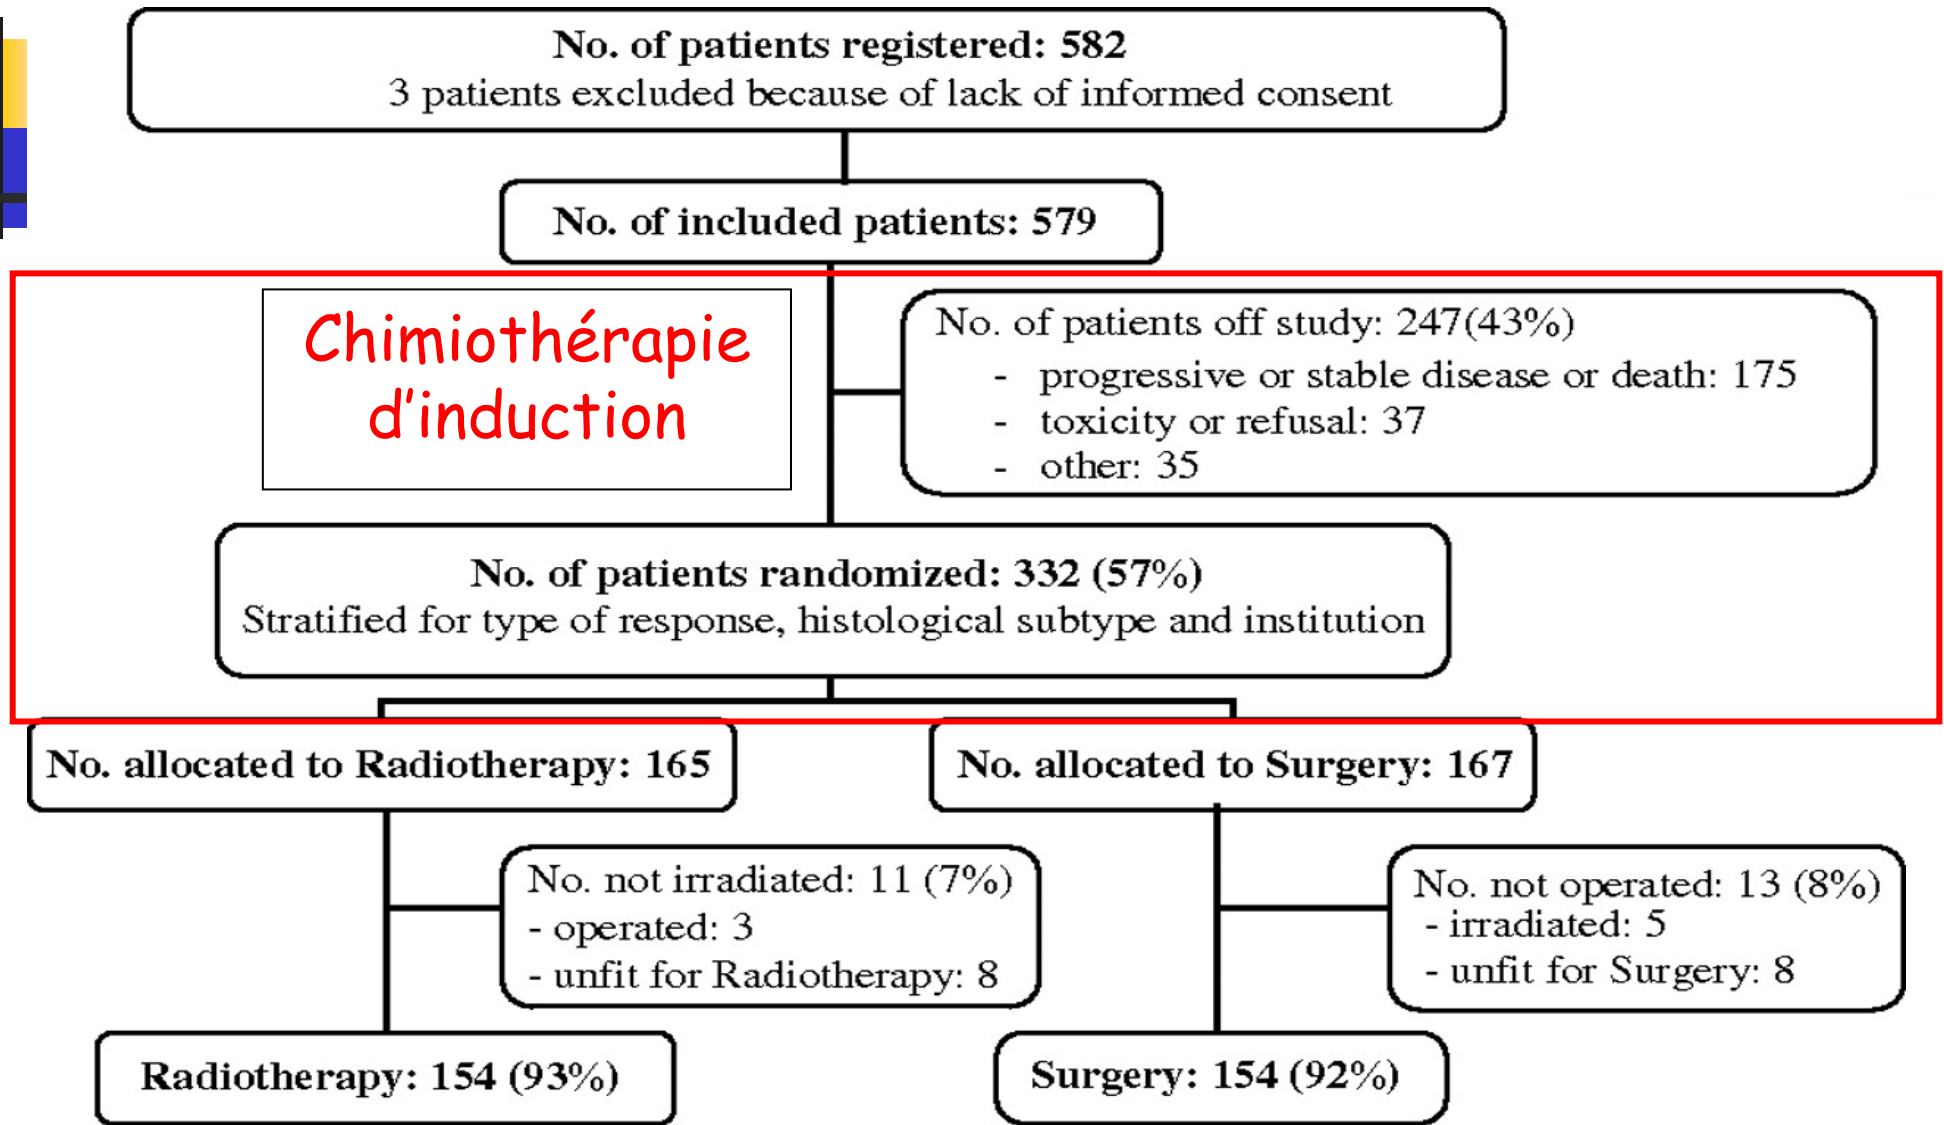 No. of patients registered: 582
3 patients excluded because of lack of informed consent
No. of included patients: 579
Chimiothérapie
d'induction
No. of patients off study: 247(43%)
- progressive or stable disease or death: 175
- toxicity or refusal: 37
- other: 35
No. of patients randomized: 332 (57%)
Stratified for type of response, histological subtype and institution
No. allocated to Radiotherapy: 165
No. allocated to Surgery: 167
No. not irradiated: 11 (7%)
- operated: 3
- unfit for Radiotherapy: 8
No. not operated: 13 (8%)
- irradiated: 5
- unfit for Surgery: 8
Radiotherapy: 154 (93%)
Surgery: 154 (92%)